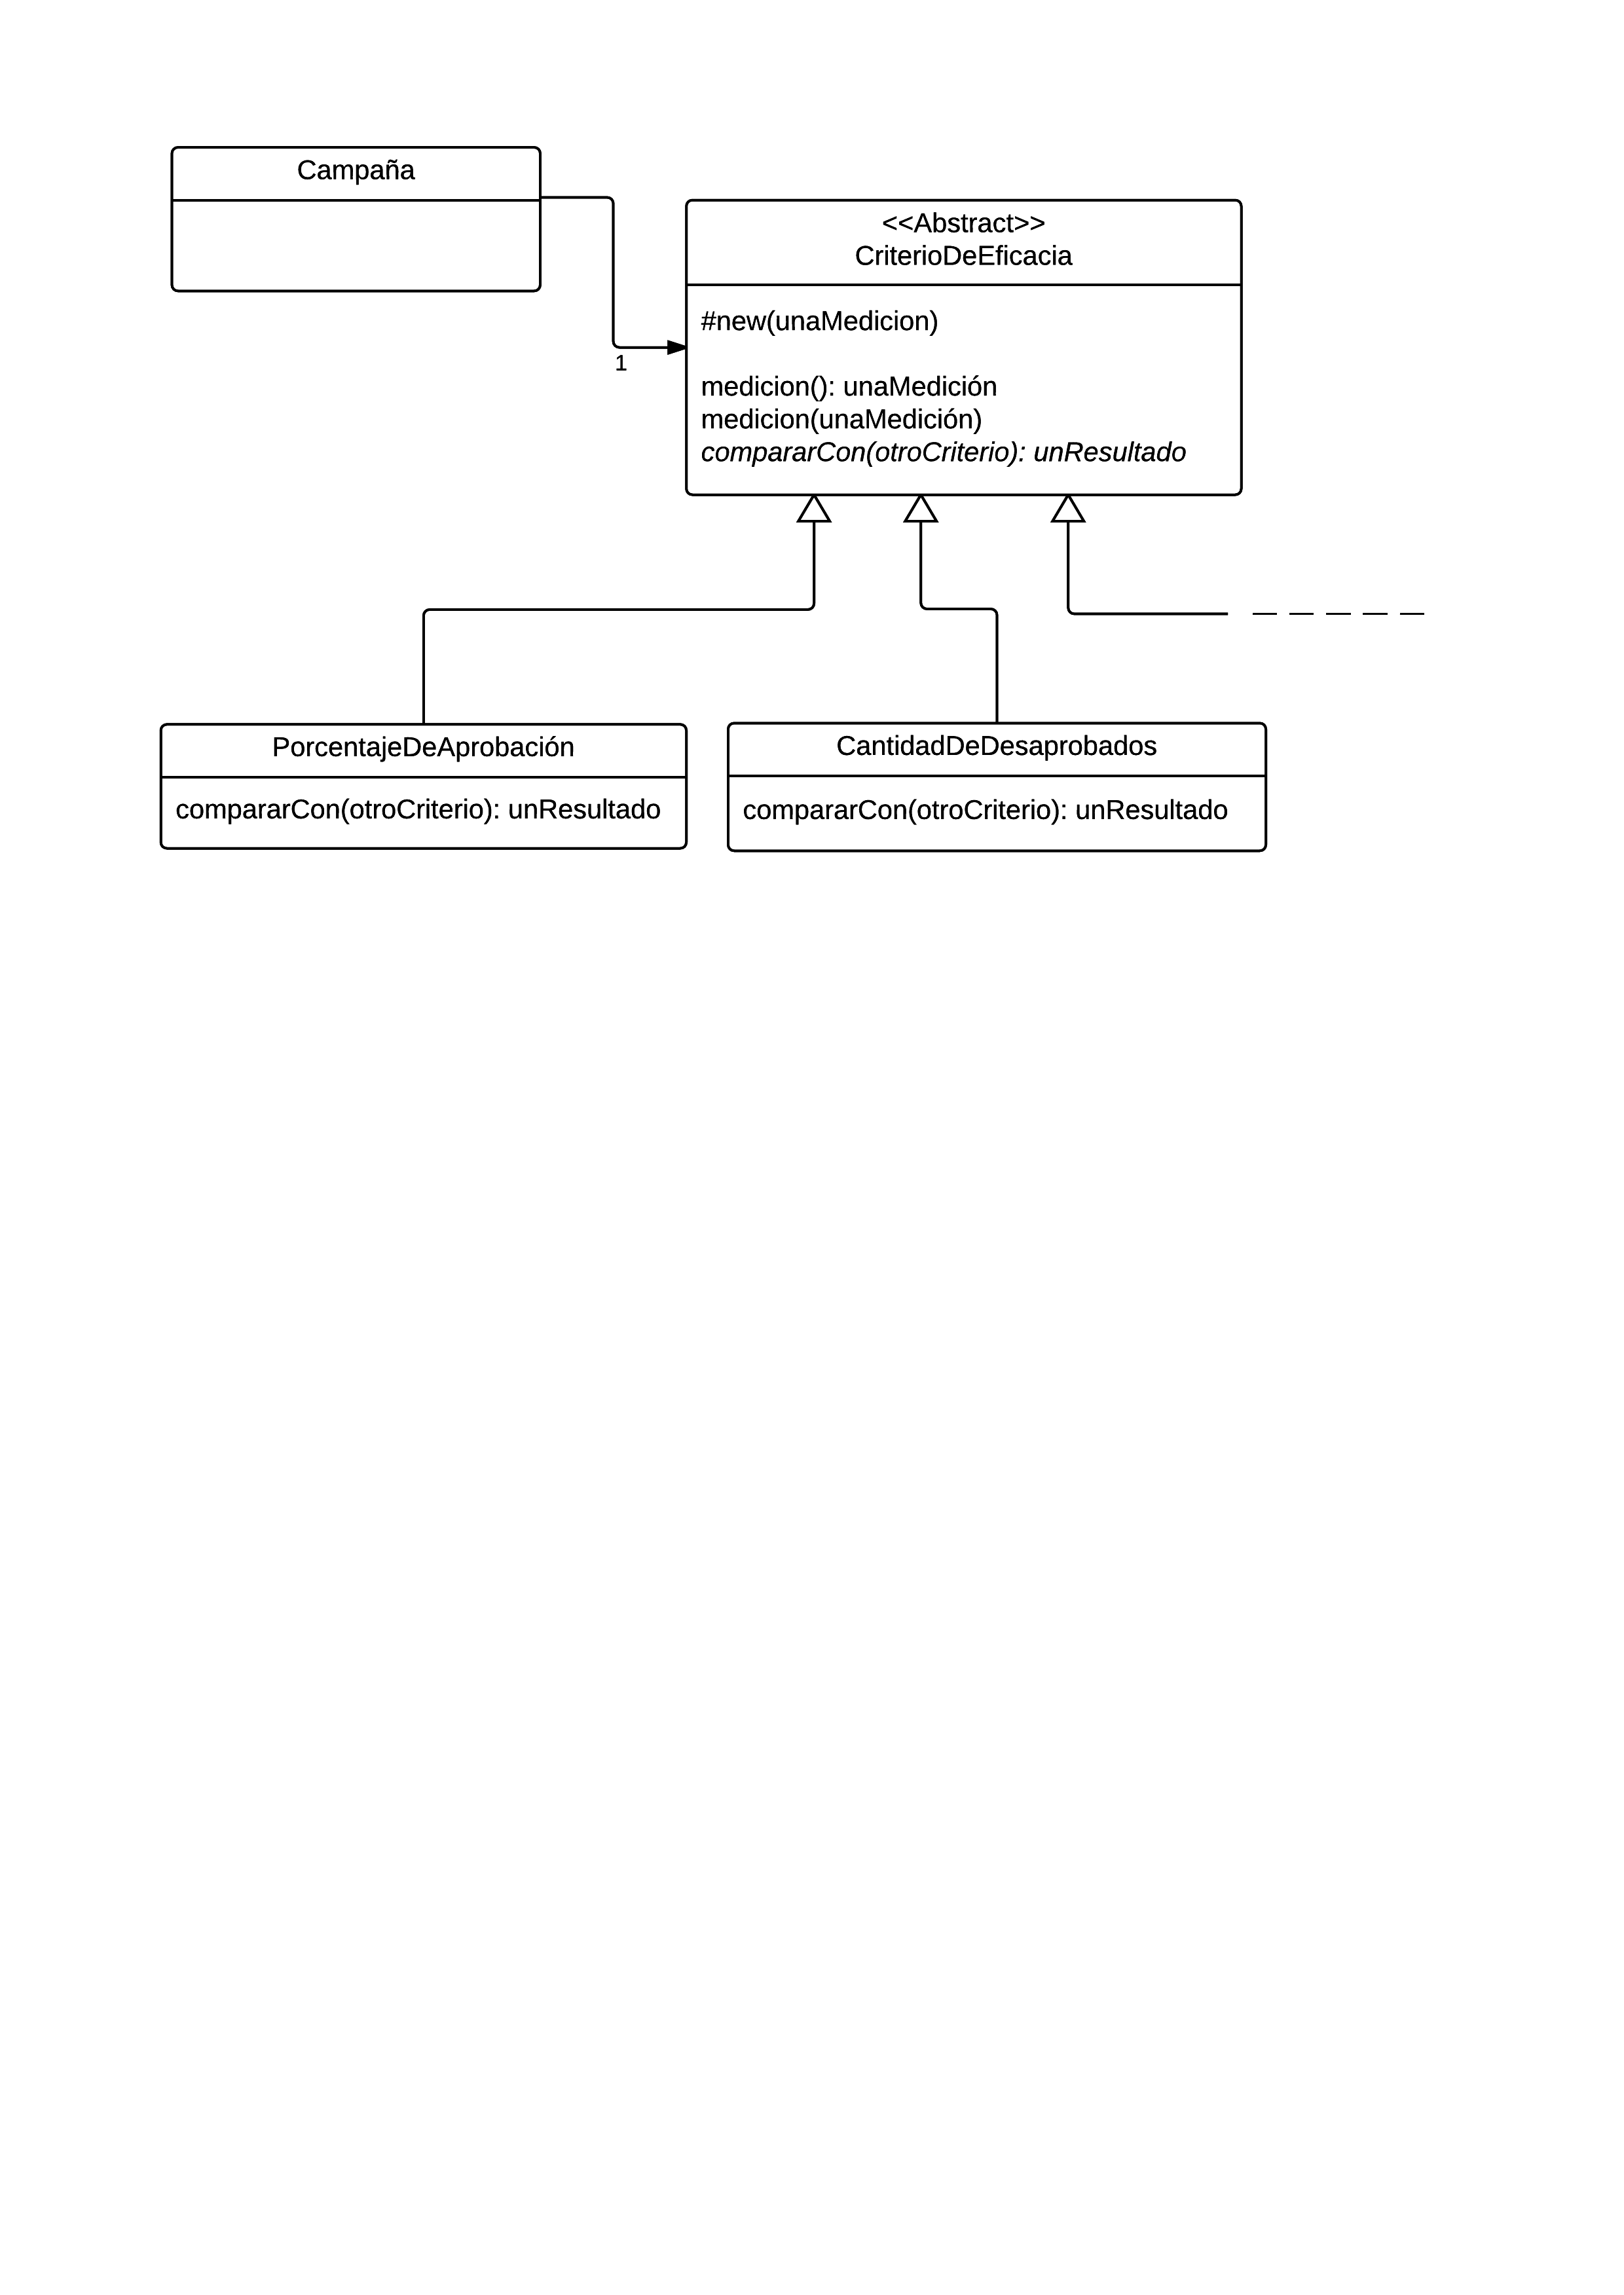 Campaña
<<Abstract>>
CriterioDeEficacia
#new(unaMedicion)
medicion(): unaMedición
medicion(unaMedición)
compararCon(otroCriterio): unResultado
1
PorcentajeDeAprobación
compararCon(otroCriterio): unResultado
CantidadDeDesaprobados
compararCon(otroCriterio): unResultado